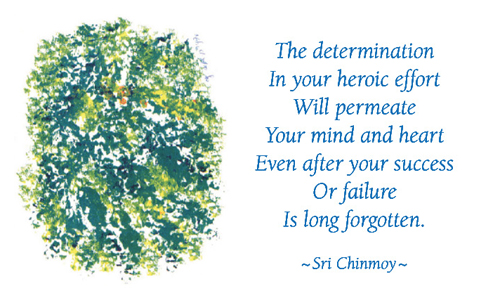 The determination
In your heroic effort
Will permeate
Your mind and heart
Even after your success
Or failure
Is long forgotten.
~Sri Chinmoy~